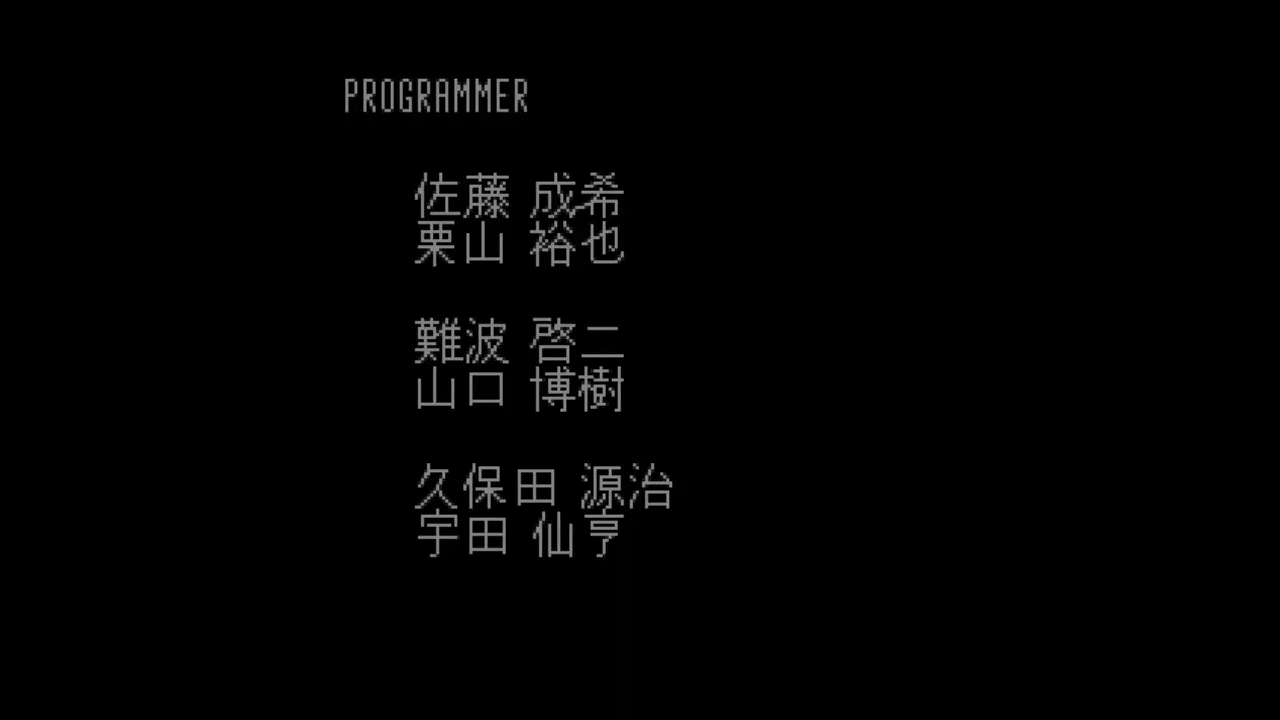 PROGRAMMER
佐藤 成希
栗山 裕也
難波 啓二
山口 博樹
久保田 源治
宇田 仙亨